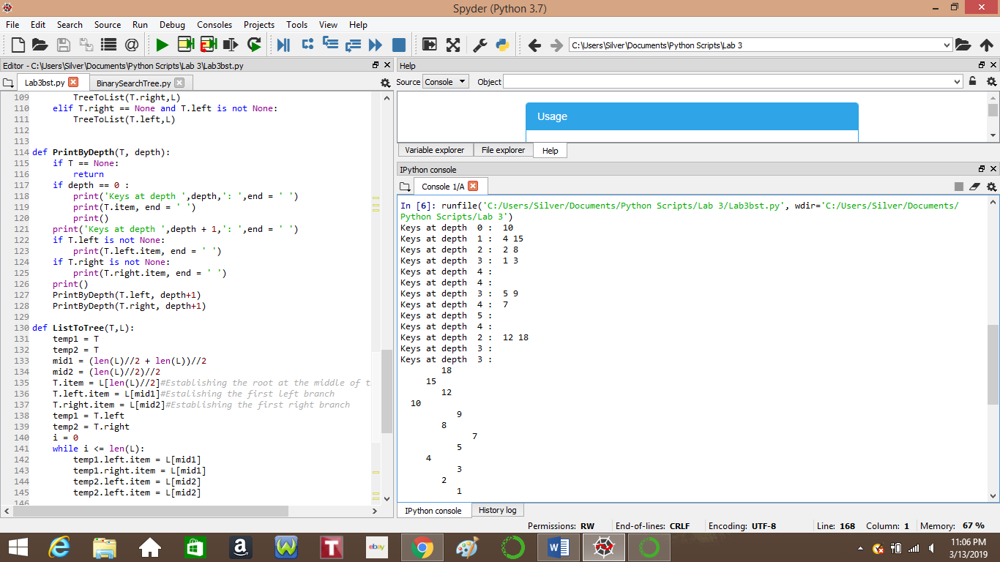 Spyder (Python 3.7)
File Edit Search Source Run Debug Consoles Projects Tools View Help
C:\Users\Silver\Documents\Python Scripts\Lab 3
Editor - C:\Users\Silver\Documents\Python Scripts\Lab 3\Lab3bst.py
Lab3bst.py BinarySearchTree.py
109 TreeToList(T.right,L)
110 elif T.right == None and T.left is not None:
111 TreeToList(T.left,L)
112
113
114 def PrintByDepth(T, depth):
115 if T == None:
116 return
117 if depth == 0 :
118 print('Keys at depth ',depth,': ',end = ' ')
119 print(T.item, end = ' ')
120 print()
121 print('Keys at depth ',depth + 1,': ',end = ' ')
122 if T.left is not None:
123 print(T.left.item, end = ' ')
124 if T.right is not None:
125 print(T.right.item, end = ' ')
126 print()
127 PrintByDepth(T.left, depth+1)
128 PrintByDepth(T.right, depth+1)
129
130 def ListToTree(T,L):
131 temp1 = T
132 temp2 = T
133 mid1 = (len(L)//2 + len(L))//2
134 mid2 = (len(L)//2)//2
135 T.item = L[len(L)//2]#Establishing the root at the middle of t
136 T.left.item = L[mid1]#Estalishing the first left branch
137 T.right.item = L[mid2]#Establishing the first right branch
138 temp1 = T.left
139 temp2 = T.right
140 i = 0
141 while i <= len(L):
142 temp1.left.item = L[mid1]
143 temp1.right.item = L[mid1]
144 temp2.left.item = L[mid2]
145 temp2.left.item = L[mid2]
146
Help
Source Console Object
Usage
Variable explorer File explorer Help
IPython console
Console 1/A
In [6]: runfile('C:/Users/Silver/Documents/Python Scripts/Lab 3/Lab3bst.py', wdir='C:/Users/Silver/Documents/
Python Scripts/Lab 3')
Keys at depth 0 : 10
Keys at depth 1 : 4 15
Keys at depth 2 : 2 8
Keys at depth 3 : 1 3
Keys at depth 4 :
Keys at depth 4 :
Keys at depth 3 : 5 9
Keys at depth 4 : 7
Keys at depth 5 :
Keys at depth 4 :
Keys at depth 2 : 12 18
Keys at depth 3 :
Keys at depth 3 :
18
15
12
10
9
8
7
5
4
3
2
1
IPython console History log
Permissions: RW End-of-lines: CRLF Encoding: UTF-8 Line: 168 Column: 1 Memory: 67 %
ebay
11:06 PM
3/13/2019